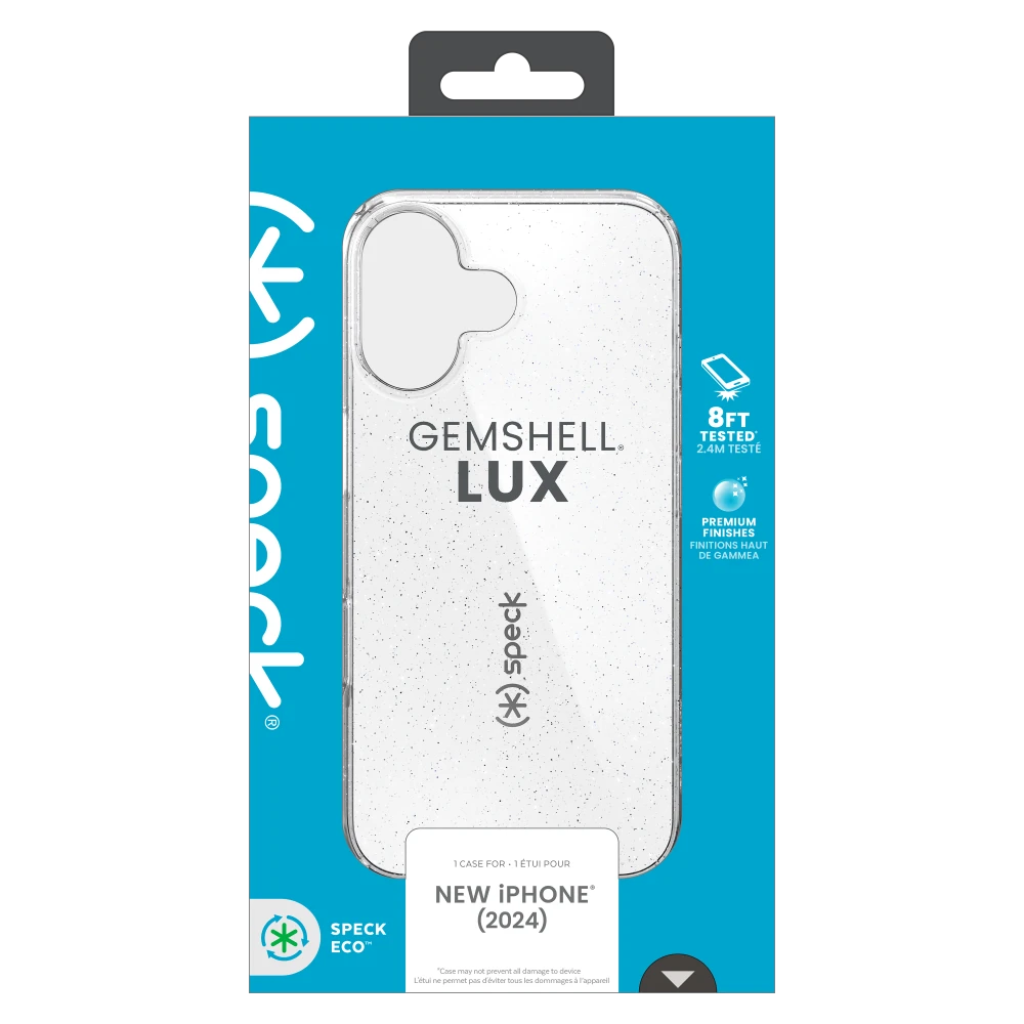 speck®
GEMSHELL®
LUX
speck
8FT
TESTED*
2.4M TESTÉ
PREMIUM
FINISHES
FINITIONS HAUT
DE GAMMEA
1 CASE FOR • 1 ÉTUI POUR
NEW iPHONE®
(2024)
*Case may not prevent all damage to device
L'étui ne permet pas d'éviter tous les dommages à l'appareil
SPECK
ECO™